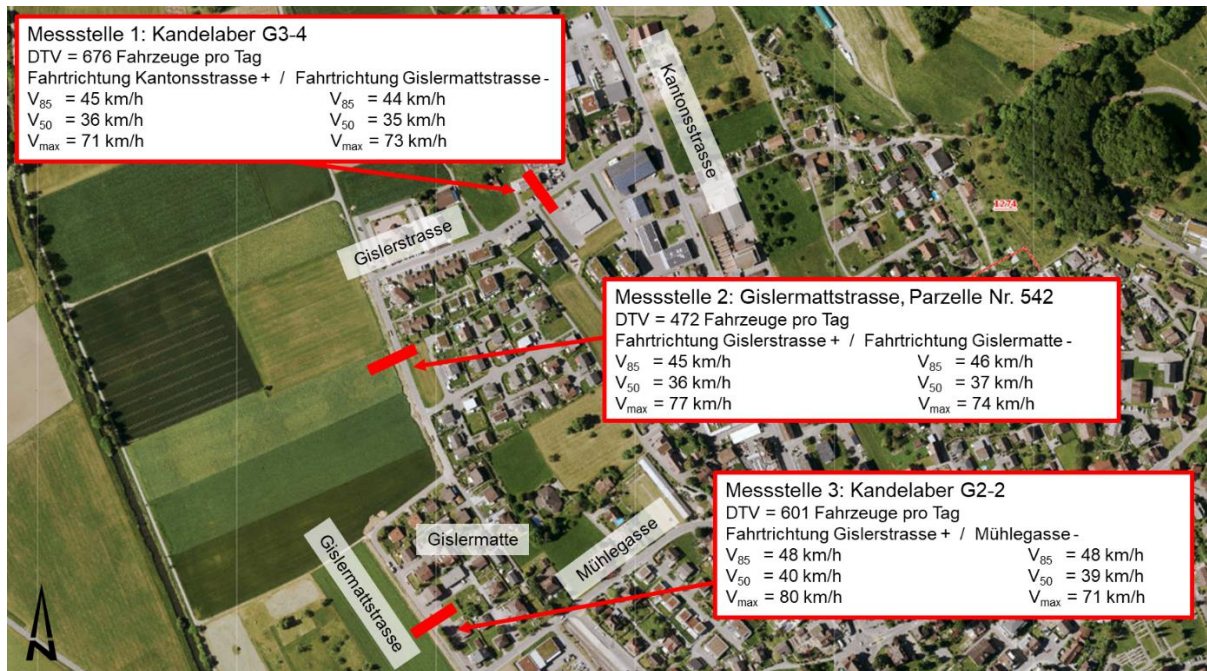 Messstelle 1: Kandelaber G3-4
DTV = 676 Fahrzeuge pro Tag
Fahrtrichtung Kantonsstrasse + / Fahrtrichtung Gislermattstrasse -
V85 = 45 km/h V85 = 44 km/h
V50 = 36 km/h V50 = 35 km/h
Vmax = 71 km/h Vmax = 73 km/h
Kantonsstrasse
1274
Gislerstrasse
Messstelle 2: Gislermattstrasse, Parzelle Nr. 542
DTV = 472 Fahrzeuge pro Tag
Fahrtrichtung Gislerstrasse + / Fahrtrichtung Gislermatte -
V85 = 45 km/h V85 = 46 km/h
V50 = 36 km/h V50 = 37 km/h
Vmax = 77 km/h Vmax = 74 km/h
Messstelle 3: Kandelaber G2-2
DTV = 601 Fahrzeuge pro Tag
Fahrtrichtung Gislerstrasse + / Mühlegasse -
V85 = 48 km/h V85 = 48 km/h
V50 = 40 km/h V50 = 39 km/h
Vmax = 80 km/h Vmax = 71 km/h
Gislermatte
Mühlegasse
Gislermattstrasse
N